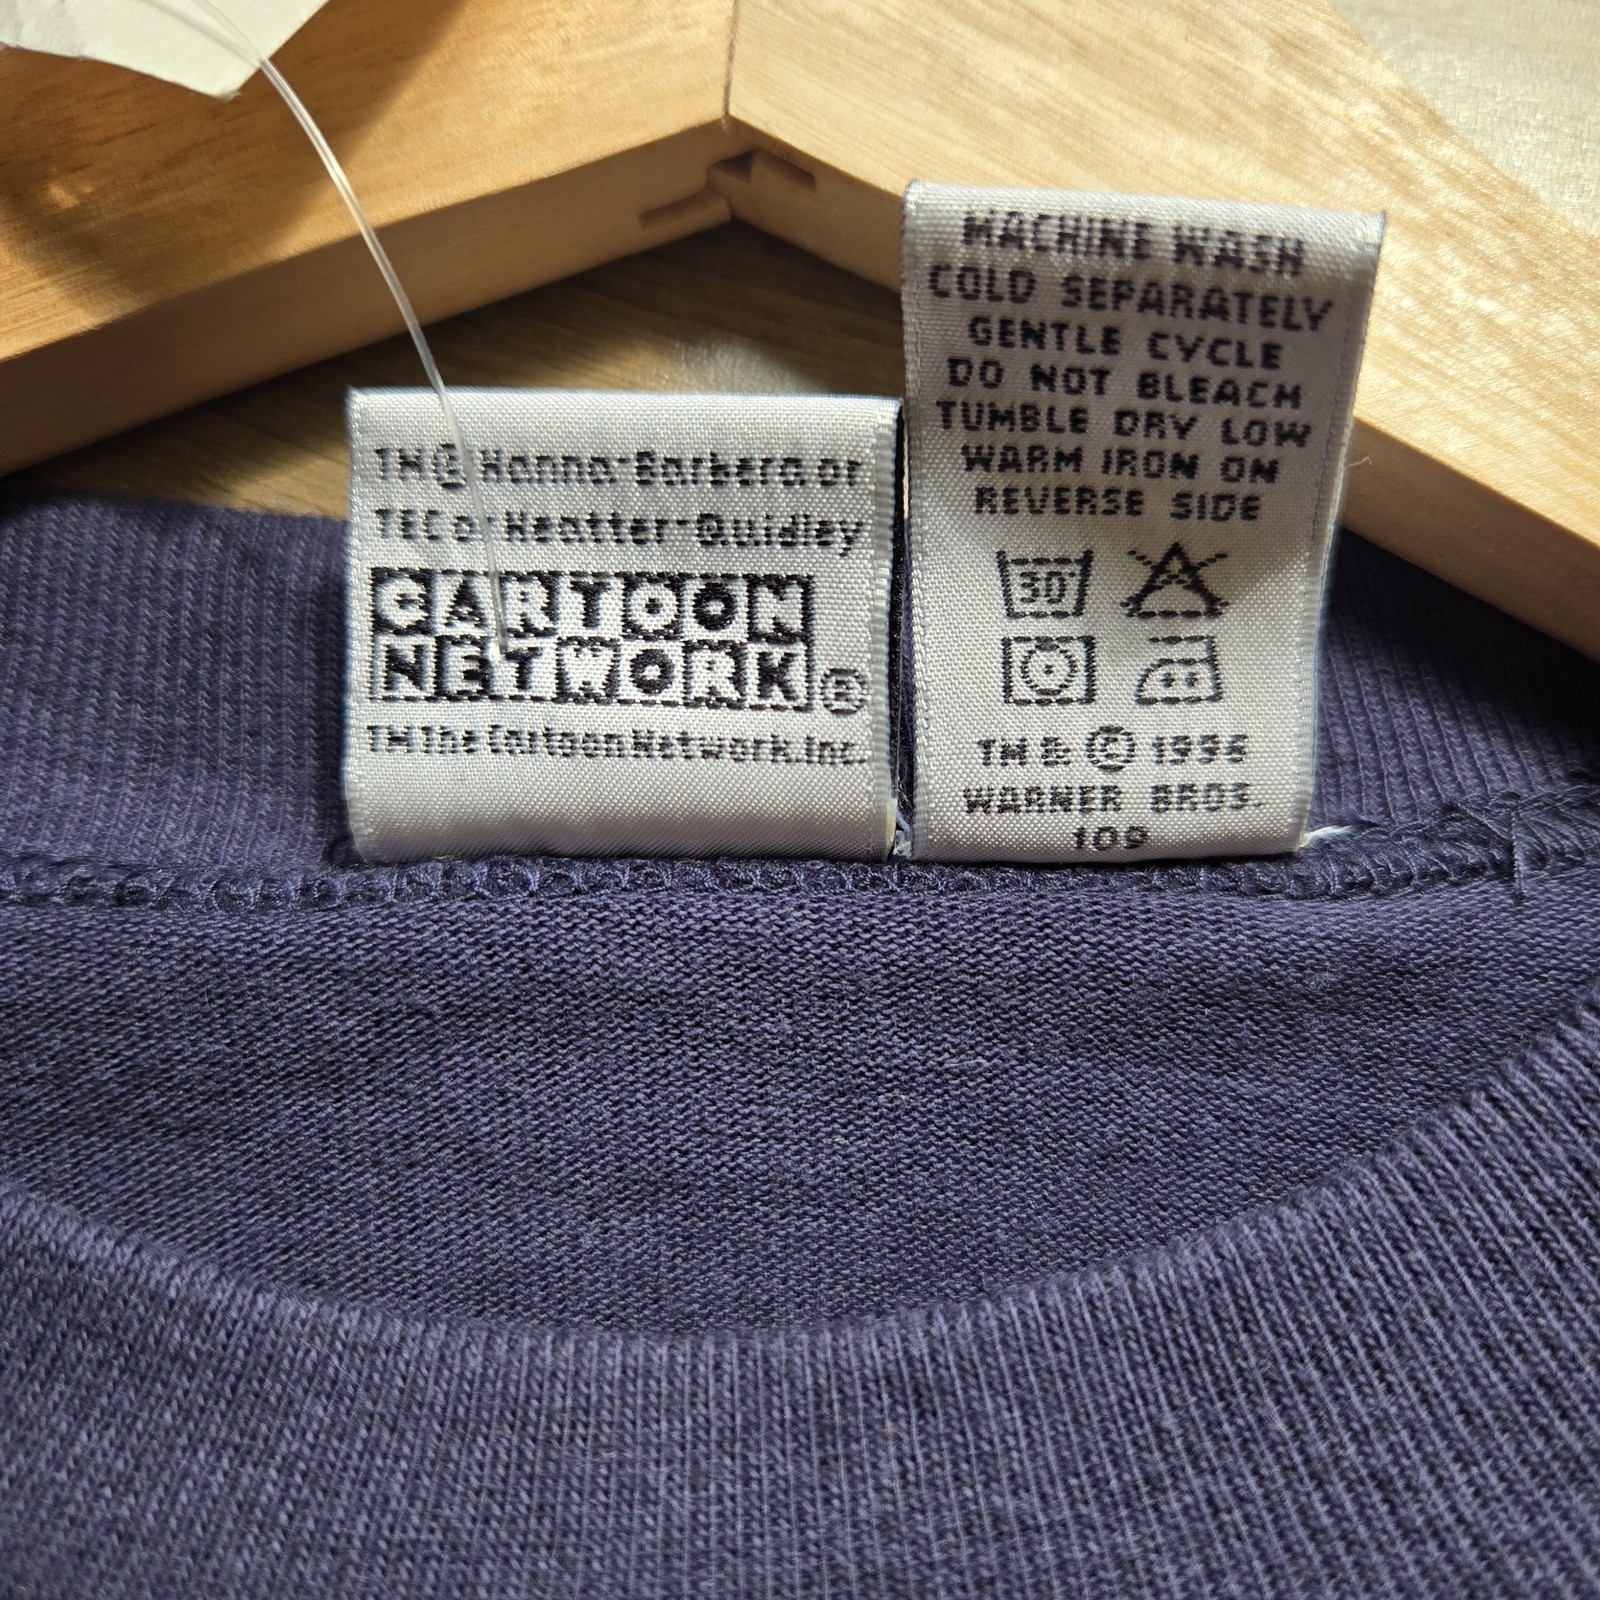 TM© Hanna-Barbera or
TEC or Heatter-Quidley
CARTOON
NETWORK®
TM The Cartoon Network, Inc.
MACHINE WASH
COLD SEPARATELY
GENTLE CYCLE
DO NOT BLEACH
TUMBLE DRY LOW
WARM IRON ON
REVERSE SIDE
30°
TM & © 1996
WARNER BROS.
109